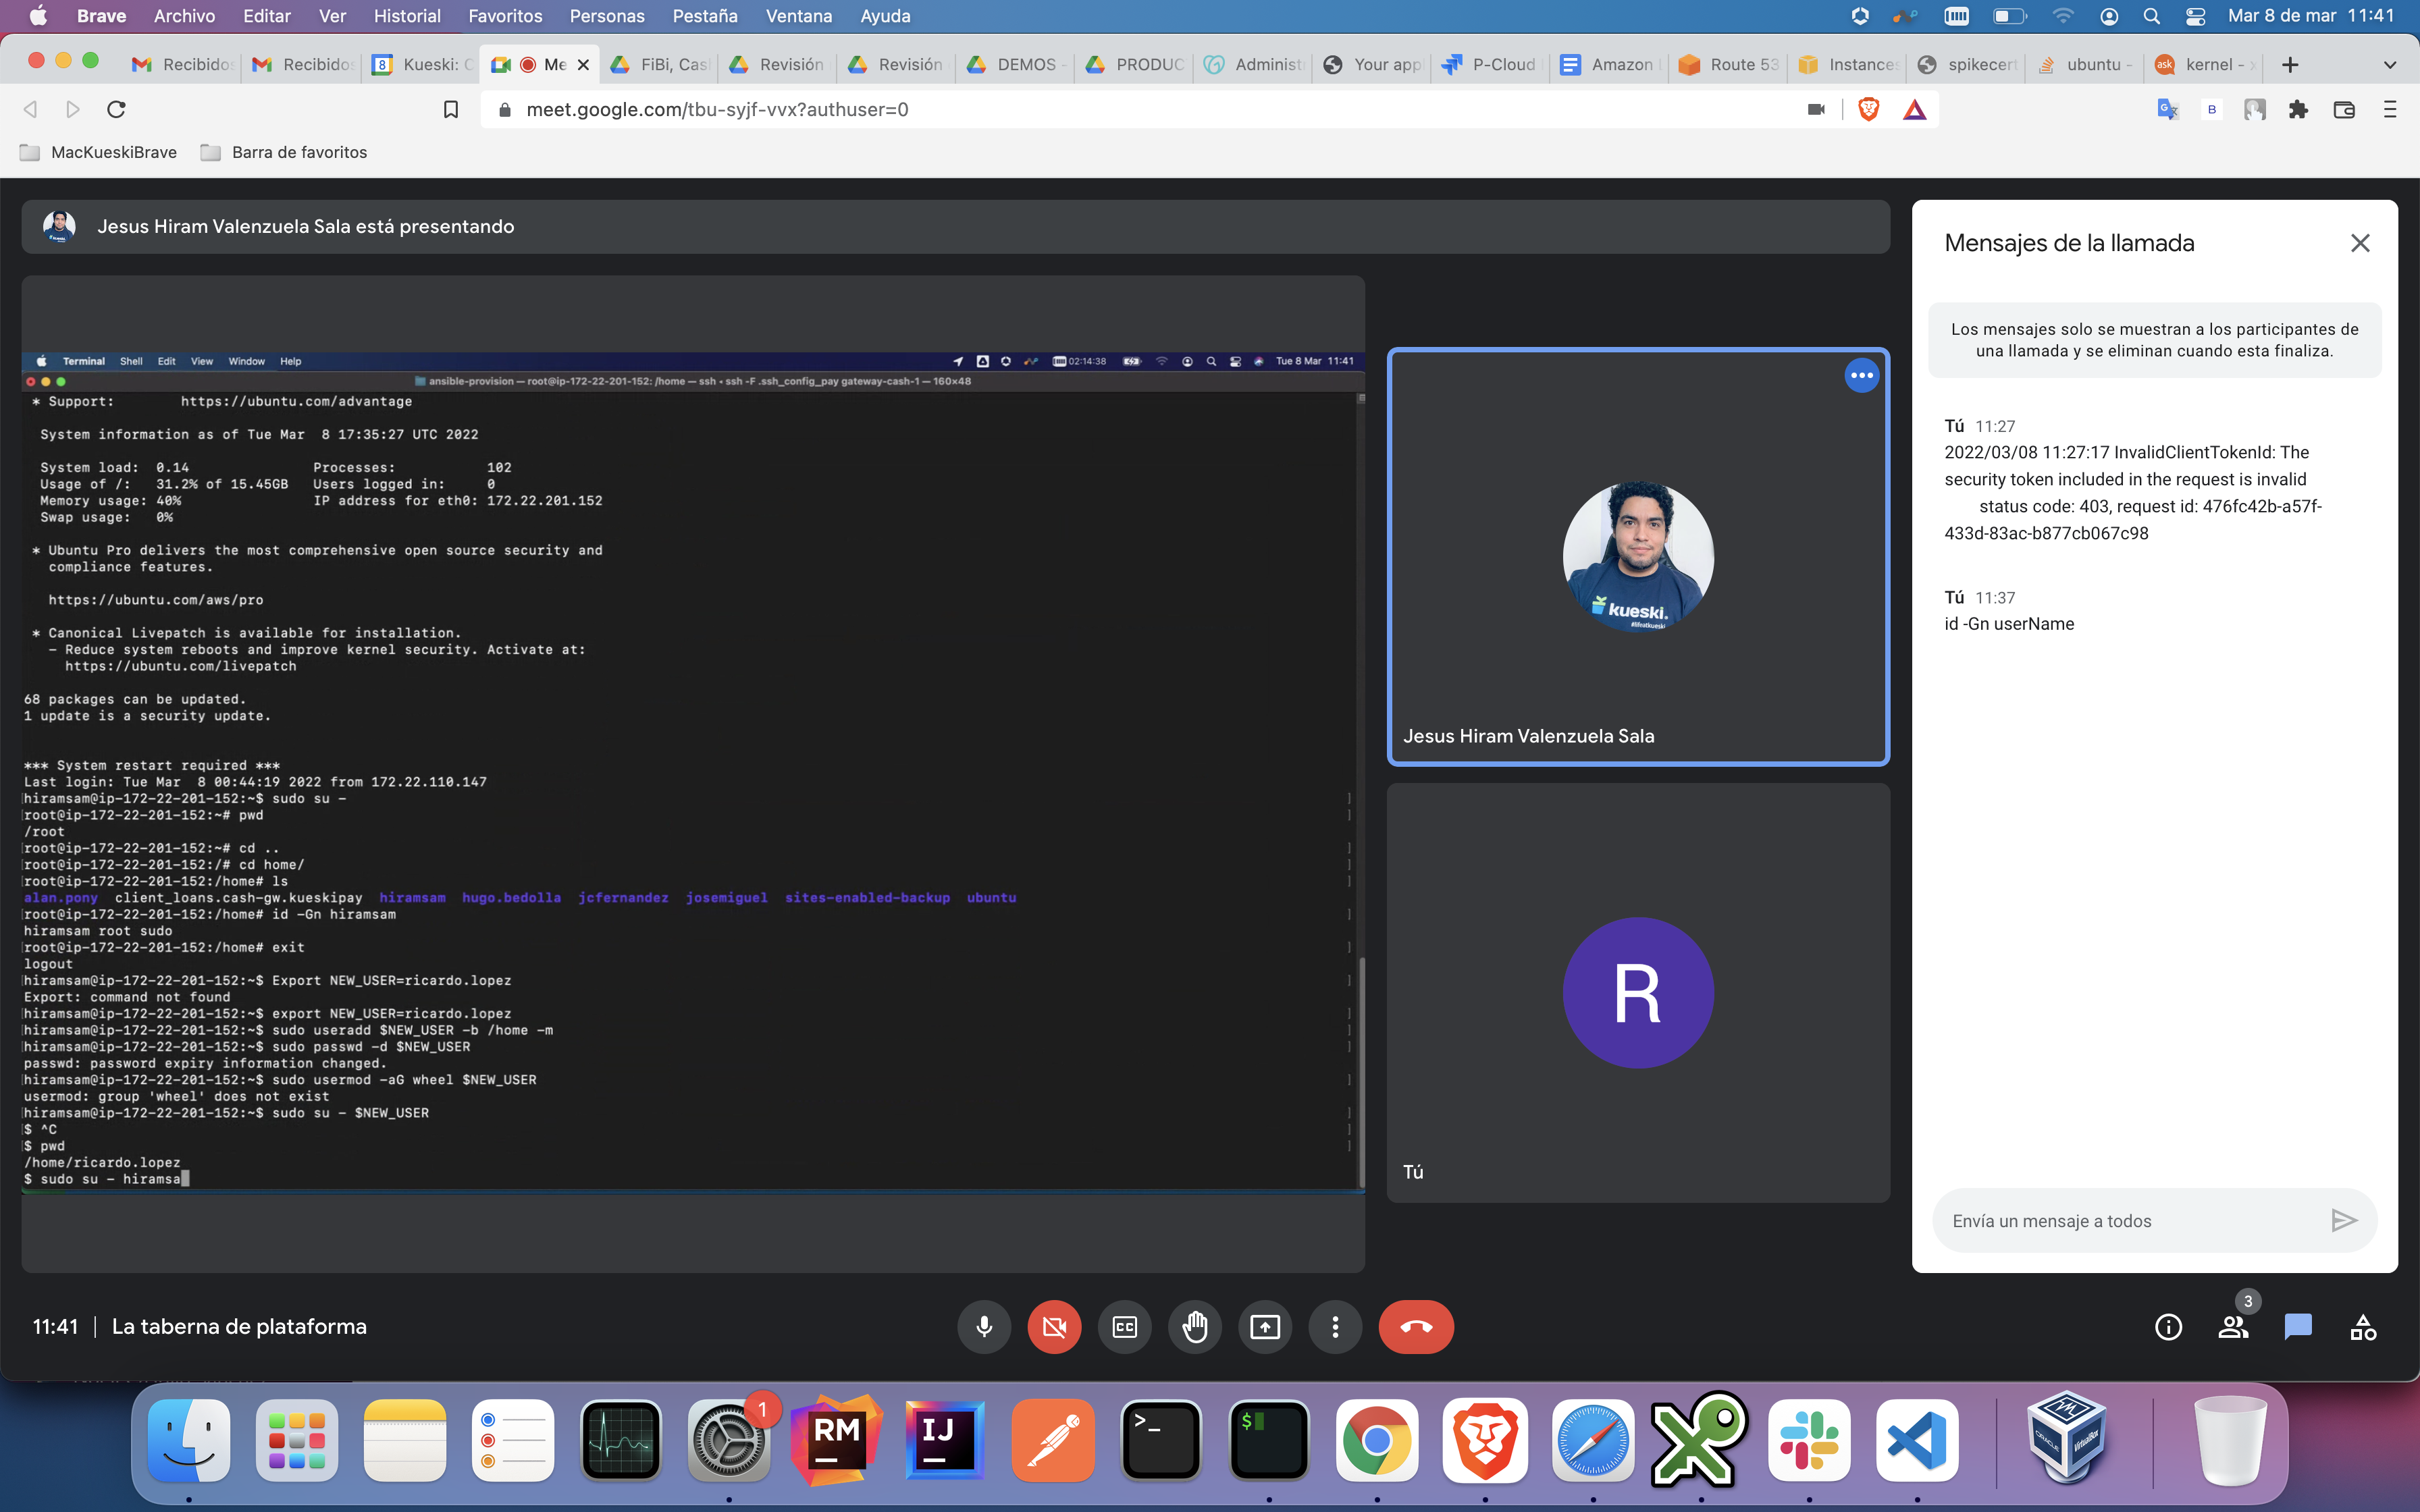 Brave Archivo Editar Ver Historial Favoritos Personas Pestaña Ventana Ayuda Mar 8 de mar 11:41
Recibidos Recibidos 8 Kueski: C Me FiBi, Cas Revisión Revisión DEMOS - PRODUC Administ Your app P-Cloud Amazon Route 53 Instances spikecert ubuntu - ask kernel -
meet.google.com/tbu-syjf-vvx?authuser=0
MacKueskiBrave Barra de favoritos
Jesus Hiram Valenzuela Sala está presentando
Terminal Shell Edit View Window Help 02:14:38 Tue 8 Mar 11:41
ansible-provision — root@ip-172-22-201-152: /home — ssh ◂ ssh -F .ssh_config_pay gateway-cash-1 — 160×48
* Support: https://ubuntu.com/advantage
System information as of Tue Mar 8 17:35:27 UTC 2022
System load: 0.14 Processes: 102
Usage of /: 31.2% of 15.45GB Users logged in: 0
Memory usage: 40% IP address for eth0: 172.22.201.152
Swap usage: 0%
* Ubuntu Pro delivers the most comprehensive open source security and
compliance features.
https://ubuntu.com/aws/pro
* Canonical Livepatch is available for installation.
- Reduce system reboots and improve kernel security. Activate at:
https://ubuntu.com/livepatch
68 packages can be updated.
1 update is a security update.
*** System restart required ***
Last login: Tue Mar 8 00:44:19 2022 from 172.22.110.147
[hiramsam@ip-172-22-201-152:~$ sudo su - ]
[root@ip-172-22-201-152:~# pwd ]
/root
[root@ip-172-22-201-152:~# cd .. ]
[root@ip-172-22-201-152:/# cd home/ ]
[root@ip-172-22-201-152:/home# ls ]
alan.pony client_loans.cash-gw.kueskipay hiramsam hugo.bedolla jcfernandez josemiguel sites-enabled-backup ubuntu
[root@ip-172-22-201-152:/home# id -Gn hiramsam ]
hiramsam root sudo
[root@ip-172-22-201-152:/home# exit ]
logout
[hiramsam@ip-172-22-201-152:~$ Export NEW_USER=ricardo.lopez ]
Export: command not found
[hiramsam@ip-172-22-201-152:~$ export NEW_USER=ricardo.lopez ]
[hiramsam@ip-172-22-201-152:~$ sudo useradd $NEW_USER -b /home -m ]
[hiramsam@ip-172-22-201-152:~$ sudo passwd -d $NEW_USER ]
passwd: password expiry information changed.
[hiramsam@ip-172-22-201-152:~$ sudo usermod -aG wheel $NEW_USER ]
usermod: group 'wheel' does not exist
[hiramsam@ip-172-22-201-152:~$ sudo su - $NEW_USER ]
[$ ^C ]
[$ pwd ]
/home/ricardo.lopez
$ sudo su - hiramsa
kueski.
#lifeatkueski
Jesus Hiram Valenzuela Sala
R
Tú
Mensajes de la llamada
Los mensajes solo se muestran a los participantes de
una llamada y se eliminan cuando esta finaliza.
Tú 11:27
2022/03/08 11:27:17 InvalidClientTokenId: The
security token included in the request is invalid
status code: 403, request id: 476fc42b-a57f-
433d-83ac-b877cb067c98
Tú 11:37
id -Gn userName
Envía un mensaje a todos
11:41 | La taberna de plataforma
CC
3
1
RM
IJ
>_
$
ORACLE
VirtualBox